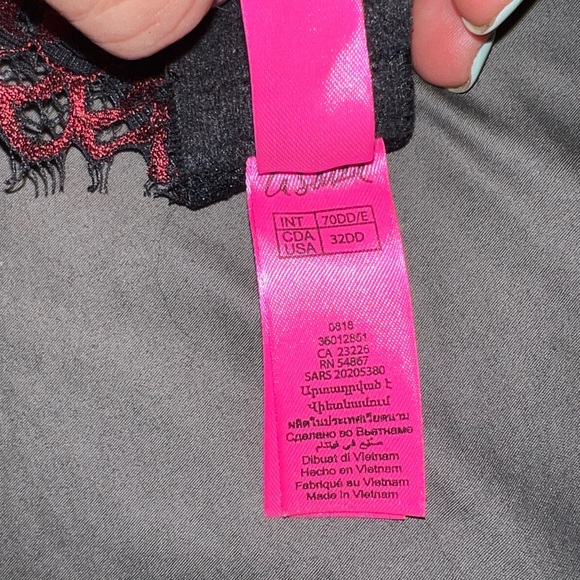 INT 70DD/E
CDA USA 32DD
0818
36012851
CA 23226
RN 54867
SARS 20205380
Արտադրված է
Վիետնամում
ผลิตในประเทศเวียดนาม
Сделано во Вьетнаме
صنع في فيتنام
Dibuat di Vietnam
Hecho en Vietnam
Fabriqué au Vietnam
Made in Vietnam